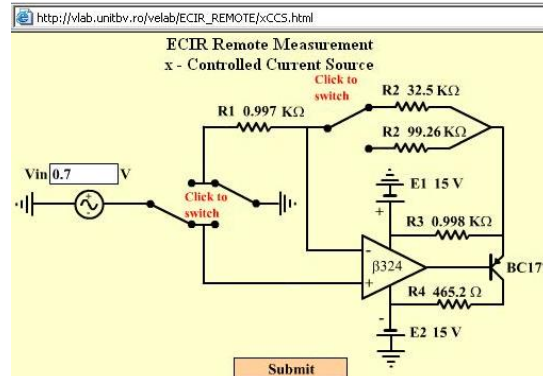 http://vlab.unitbv.ro/velab/ECIR_REMOTE/xCCS.html
ECIR Remote Measurement
x - Controlled Current Source
Click to
switch
R2 32.5 KΩ
R1 0.997 KΩ
R2 99.26 KΩ
Vin 0.7 V
Click to
switch
E1 15 V
+
R3 0.998 KΩ
-
β324
+
BC17
R4 465.2 Ω
-
E2 15 V
Submit